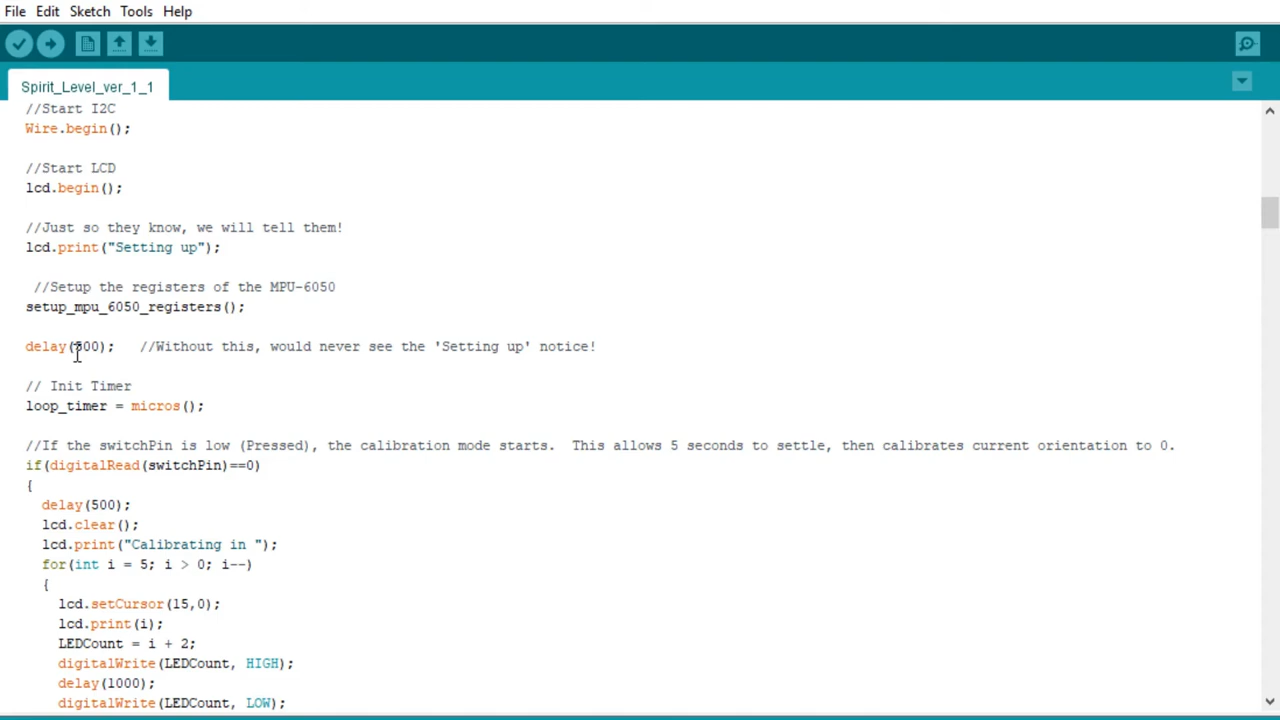 File Edit Sketch Tools Help
Spirit_Level_ver_1_1
//Start I2C
Wire.begin();
//Start LCD
lcd.begin();
//Just so they know, we will tell them!
lcd.print("Setting up");
//Setup the registers of the MPU-6050
setup_mpu_6050_registers();
delay(500);   //Without this, would never see the 'Setting up' notice!
// Init Timer
loop_timer = micros();
//If the switchPin is low (Pressed), the calibration mode starts.  This allows 5 seconds to settle, then calibrates current orientation to 0.
if(digitalRead(switchPin)==0)
{
delay(500);
lcd.clear();
lcd.print("Calibrating in ");
for(int i = 5; i > 0; i--)
{
lcd.setCursor(15,0);
lcd.print(i);
LEDCount = i + 2;
digitalWrite(LEDCount, HIGH);
delay(1000);
digitalWrite(LEDCount, LOW);